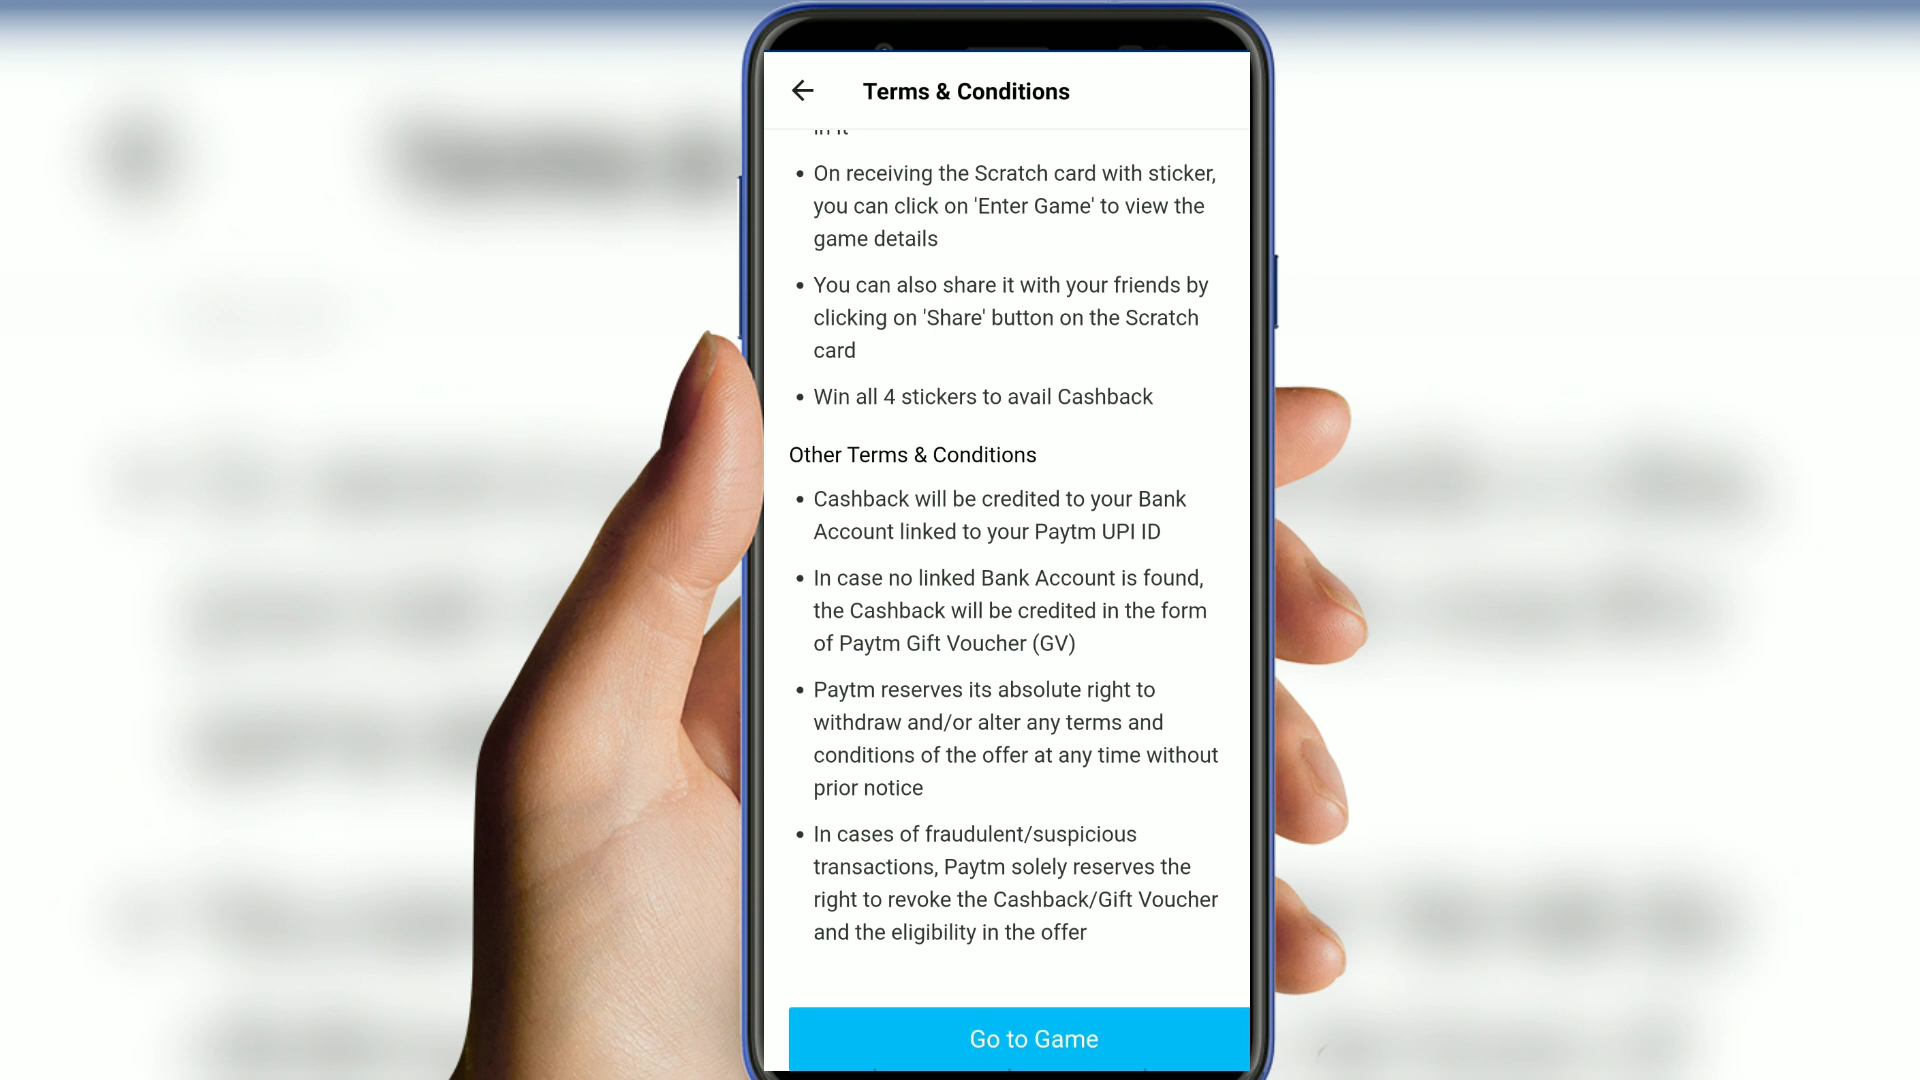 Terms & Conditions
in it
• On receiving the Scratch card with sticker,
you can click on 'Enter Game' to view the
game details
• You can also share it with your friends by
clicking on 'Share' button on the Scratch
card
• Win all 4 stickers to avail Cashback
Other Terms & Conditions
• Cashback will be credited to your Bank
Account linked to your Paytm UPI ID
• In case no linked Bank Account is found,
the Cashback will be credited in the form
of Paytm Gift Voucher (GV)
• Paytm reserves its absolute right to
withdraw and/or alter any terms and
conditions of the offer at any time without
prior notice
• In cases of fraudulent/suspicious
transactions, Paytm solely reserves the
right to revoke the Cashback/Gift Voucher
and the eligibility in the offer
Go to Game